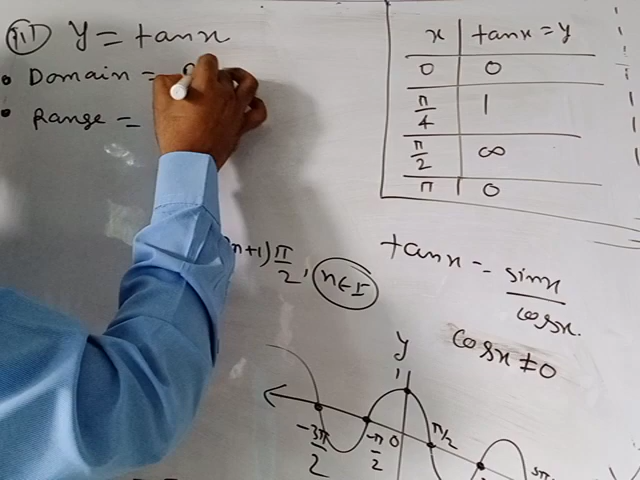 (iii) y = tanx
• Domain =
• Range =
x | tanx = y
0 | 0
π/4 | 1
π/2 | ∞
π | 0
n+1)π/2, n∈I
tanx = sinx/cosx.
cosx ≠ 0
y
1
-3π/2
-π/2
0
π/2